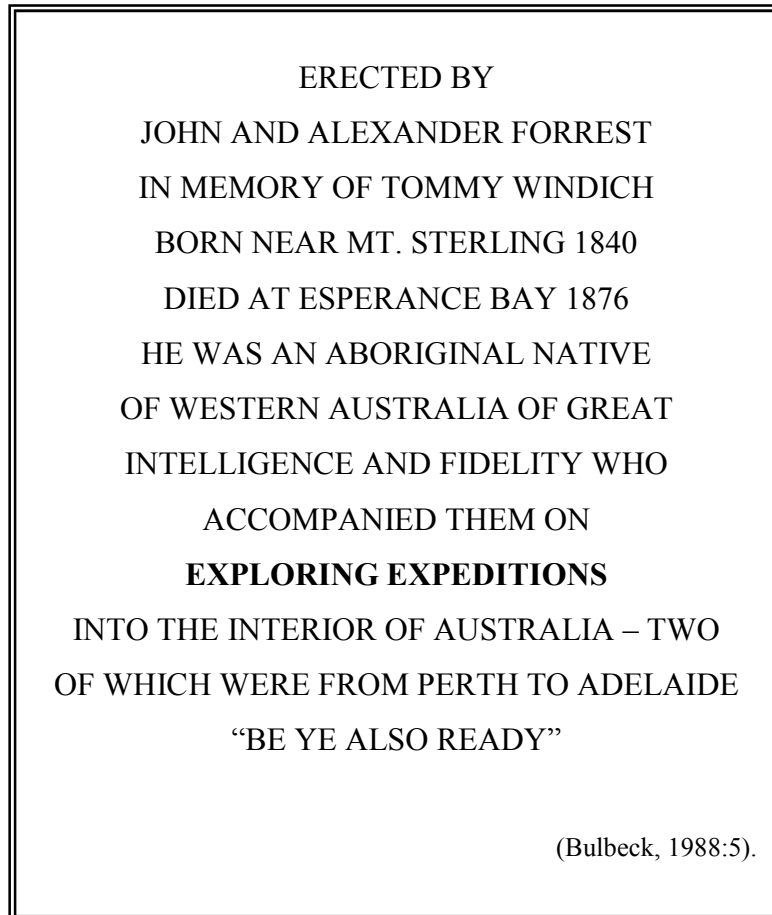 ERECTED BY
JOHN AND ALEXANDER FORREST
IN MEMORY OF TOMMY WINDICH
BORN NEAR MT. STERLING 1840
DIED AT ESPERANCE BAY 1876
HE WAS AN ABORIGINAL NATIVE
OF WESTERN AUSTRALIA OF GREAT
INTELLIGENCE AND FIDELITY WHO
ACCOMPANIED THEM ON
EXPLORING EXPEDITIONS
INTO THE INTERIOR OF AUSTRALIA – TWO
OF WHICH WERE FROM PERTH TO ADELAIDE
“BE YE ALSO READY”
(Bulbeck, 1988:5).